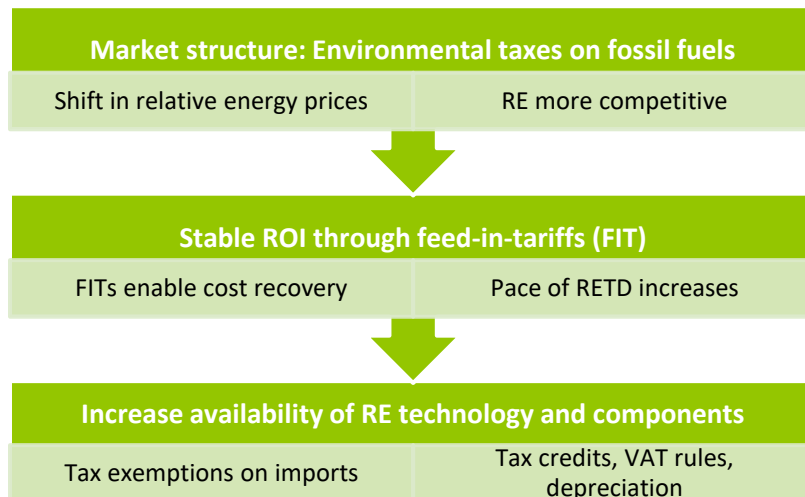 Market structure: Environmental taxes on fossil fuels
Shift in relative energy prices
RE more competitive
Stable ROI through feed-in-tariffs (FIT)
FITs enable cost recovery
Pace of RETD increases
Increase availability of RE technology and components
Tax exemptions on imports
Tax credits, VAT rules,
depreciation